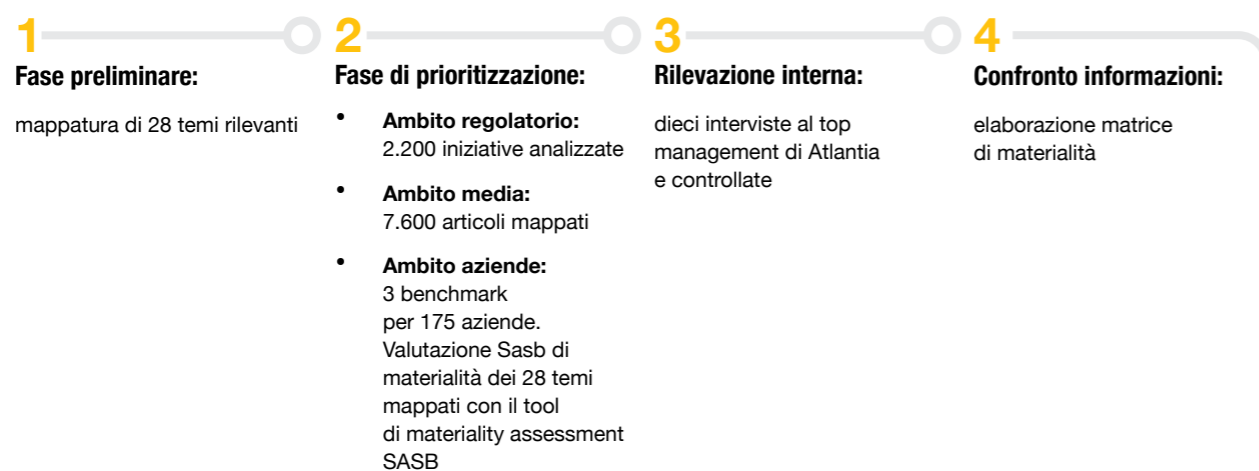 1
Fase preliminare:
mappatura di 28 temi rilevanti
2
Fase di prioritizzazione:
• Ambito regolatorio:
2.200 iniziative analizzate
• Ambito media:
7.600 articoli mappati
• Ambito aziende:
3 benchmark
per 175 aziende.
Valutazione Sasb di
materialità dei 28 temi
mappati con il tool
di materiality assessment
SASB
3
Rilevazione interna:
dieci interviste al top
management di Atlantia
e controllate
4
Confronto informazioni:
elaborazione matrice
di materialità